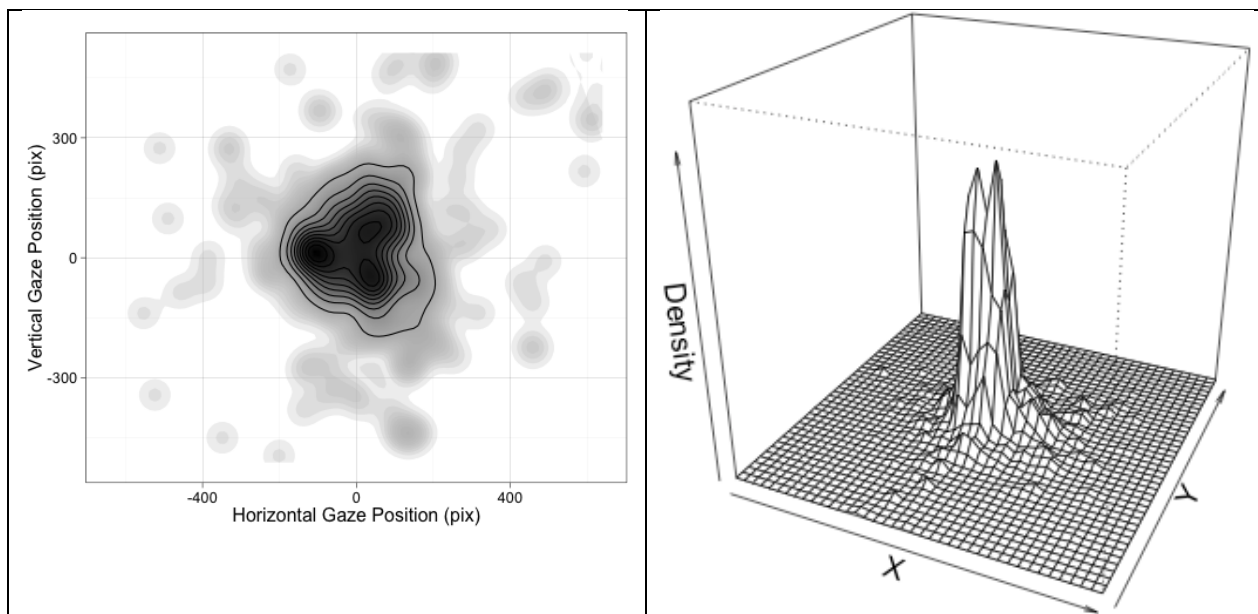 Vertical Gaze Position (pix)
300
0
-300
-400
0
400
Horizontal Gaze Position (pix)
Density
X
Y